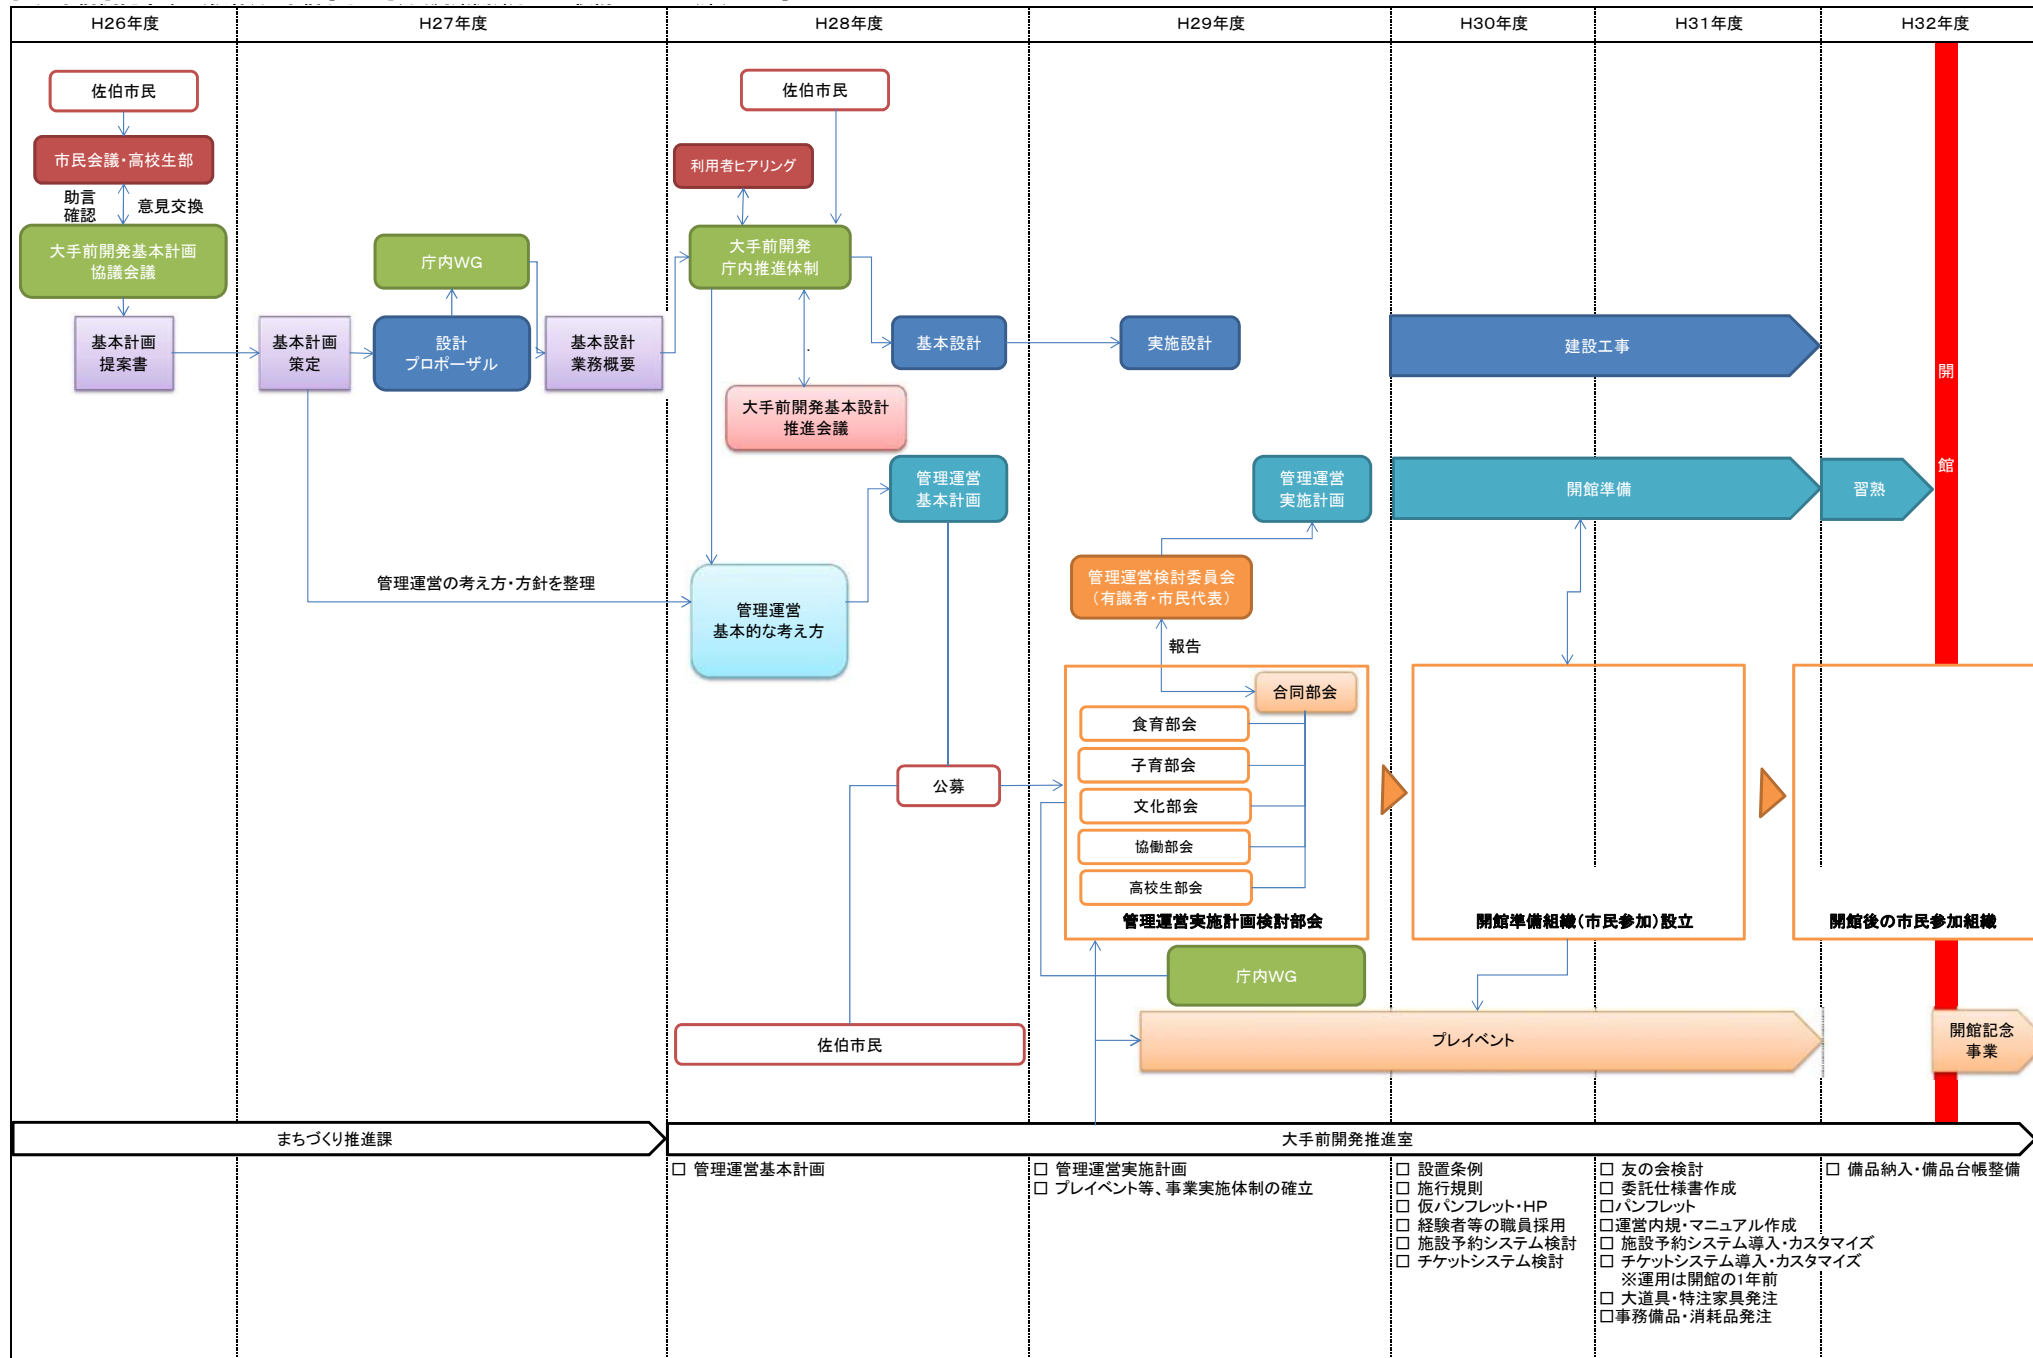 H26年度
H27年度
H28年度
H29年度
H30年度
H31年度
H32年度
佐伯市民
市民会議・高校生部
助言
確認
意見交換
大手前開発基本計画
協議会議
基本計画
提案書
基本計画
策定
庁内WG
設計
プロポーザル
基本設計
業務概要
佐伯市民
利用者ヒアリング
大手前開発
庁内推進体制
大手前開発基本設計
推進会議
基本設計
実施設計
建設工事
開
館
管理運営
基本計画
管理運営
実施計画
開館準備
習熟
管理運営の考え方・方針を整理
管理運営
基本的な考え方
管理運営検討委員会
（有識者・市民代表）
報告
合同部会
食育部会
子育部会
文化部会
協働部会
高校生部会
管理運営実施計画検討部会
公募
開館準備組織（市民参加）設立
開館後の市民参加組織
庁内WG
佐伯市民
プレイベント
開館記念
事業
まちづくり推進課
大手前開発推進室
□ 管理運営基本計画
□ 管理運営実施計画
□ プレイベント等、事業実施体制の確立
□ 設置条例
□ 施行規則
□ 仮パンフレット・HP
□ 経験者等の職員採用
□ 施設予約システム検討
□ チケットシステム検討
□ 友の会検討
□ 委託仕様書作成
□パンフレット
□運営内規・マニュアル作成
□ 施設予約システム導入・カスタマイズ
□ チケットシステム導入・カスタマイズ
※運用は開館の1年前
□ 大道具・特注家具発注
□事務備品・消耗品発注
□ 備品納入・備品台帳整備